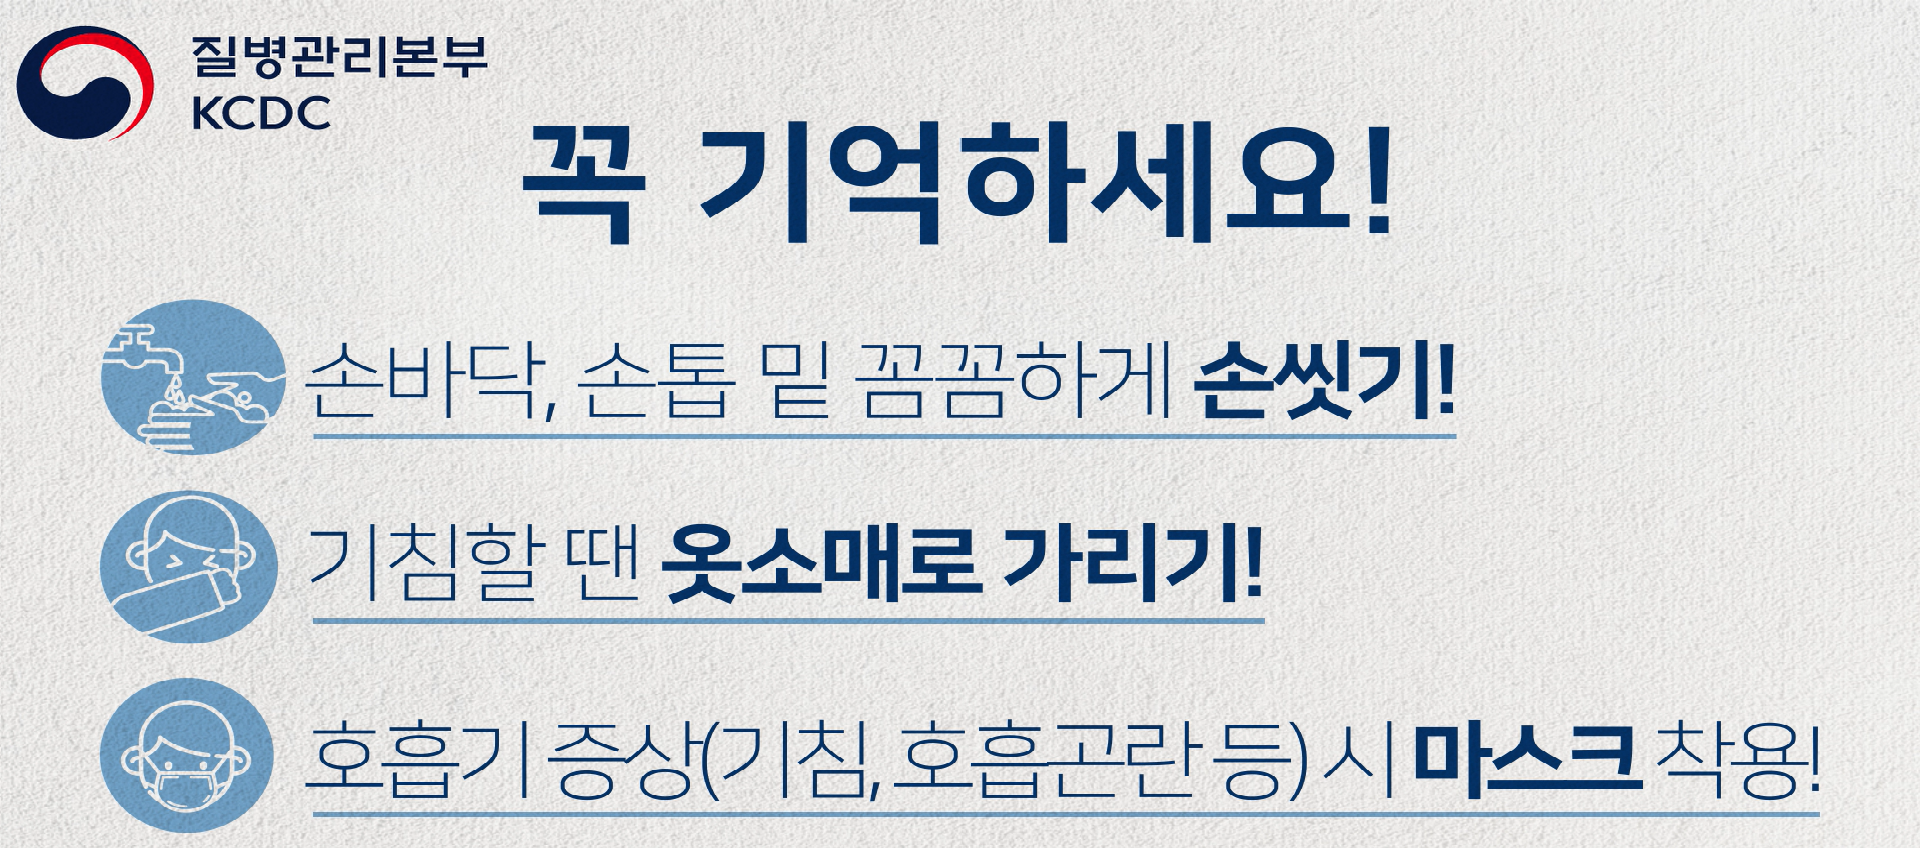 질병관리본부
KCDC
꼭 기억하세요!
손바닥, 손톱 밑 꼼꼼하게 손씻기!
기침할 땐 옷소매로 가리기!
호흡기 증상(기침, 호흡곤란 등) 시 마스크 착용!